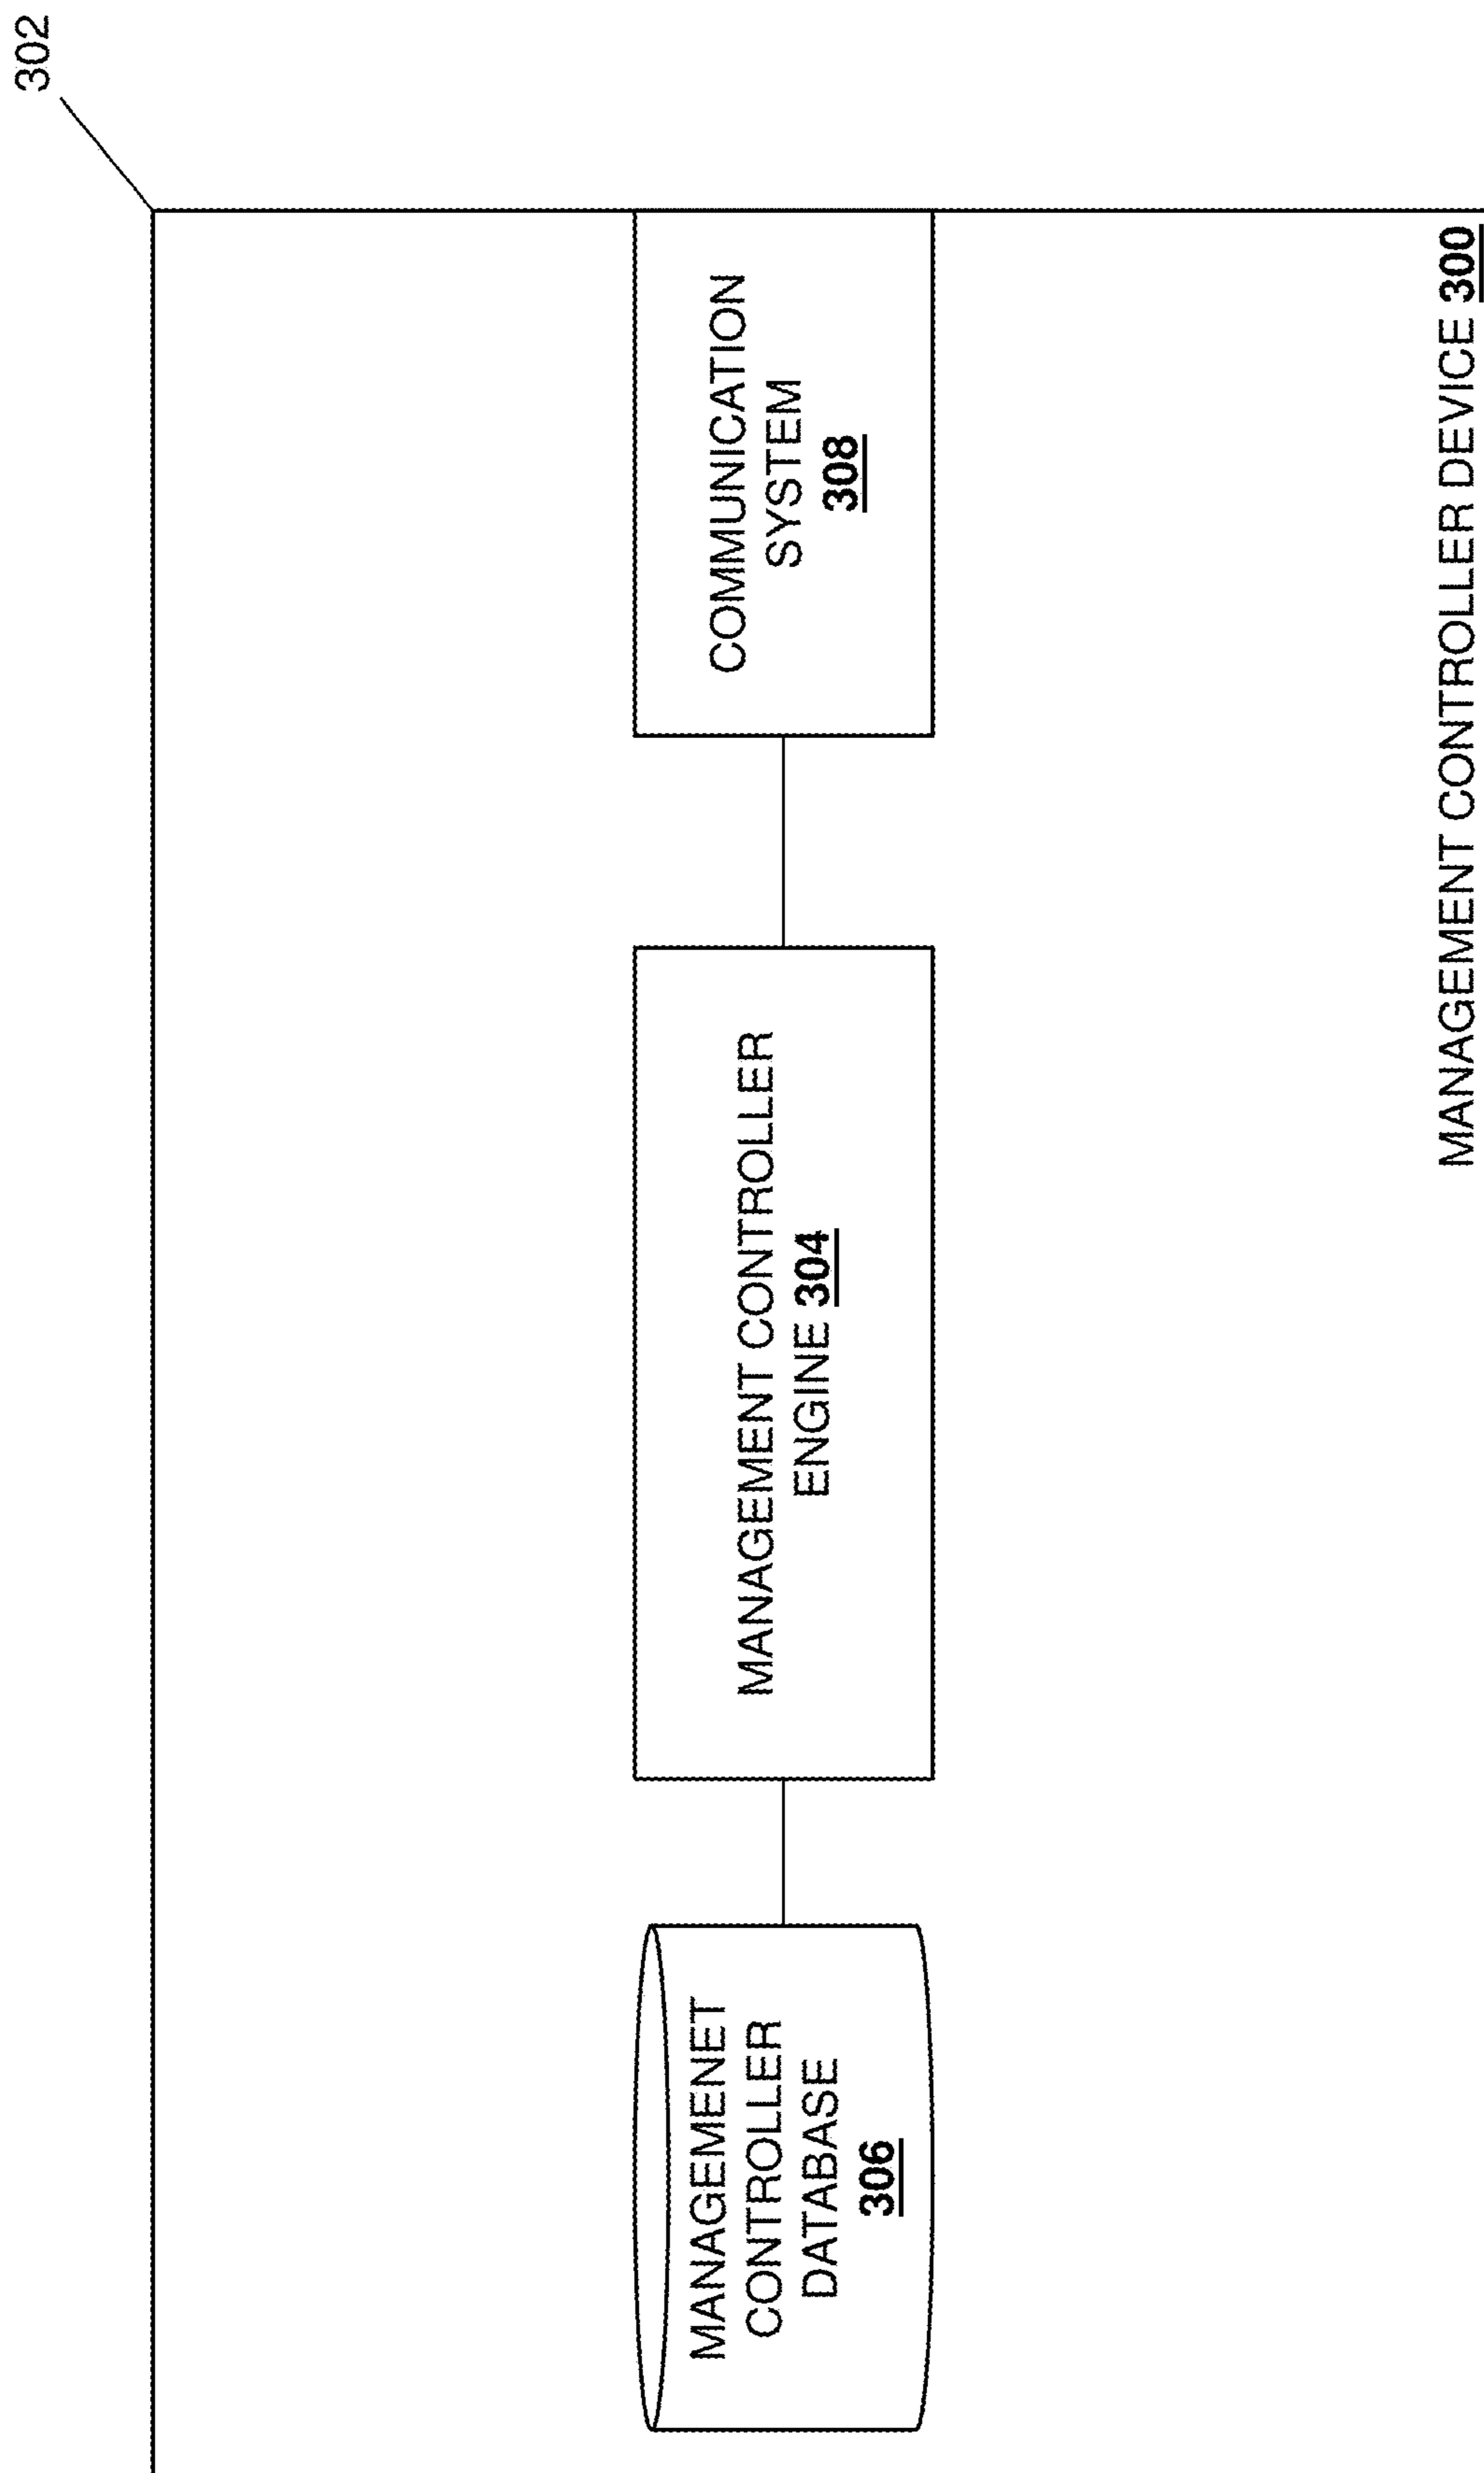 302
MANAGEMENET
CONTROLLER
DATABASE
306
MANAGEMENT CONTROLLER
ENGINE 304
COMMUNICATION
SYSTEM
308
MANAGEMENT CONTROLLER DEVICE 300